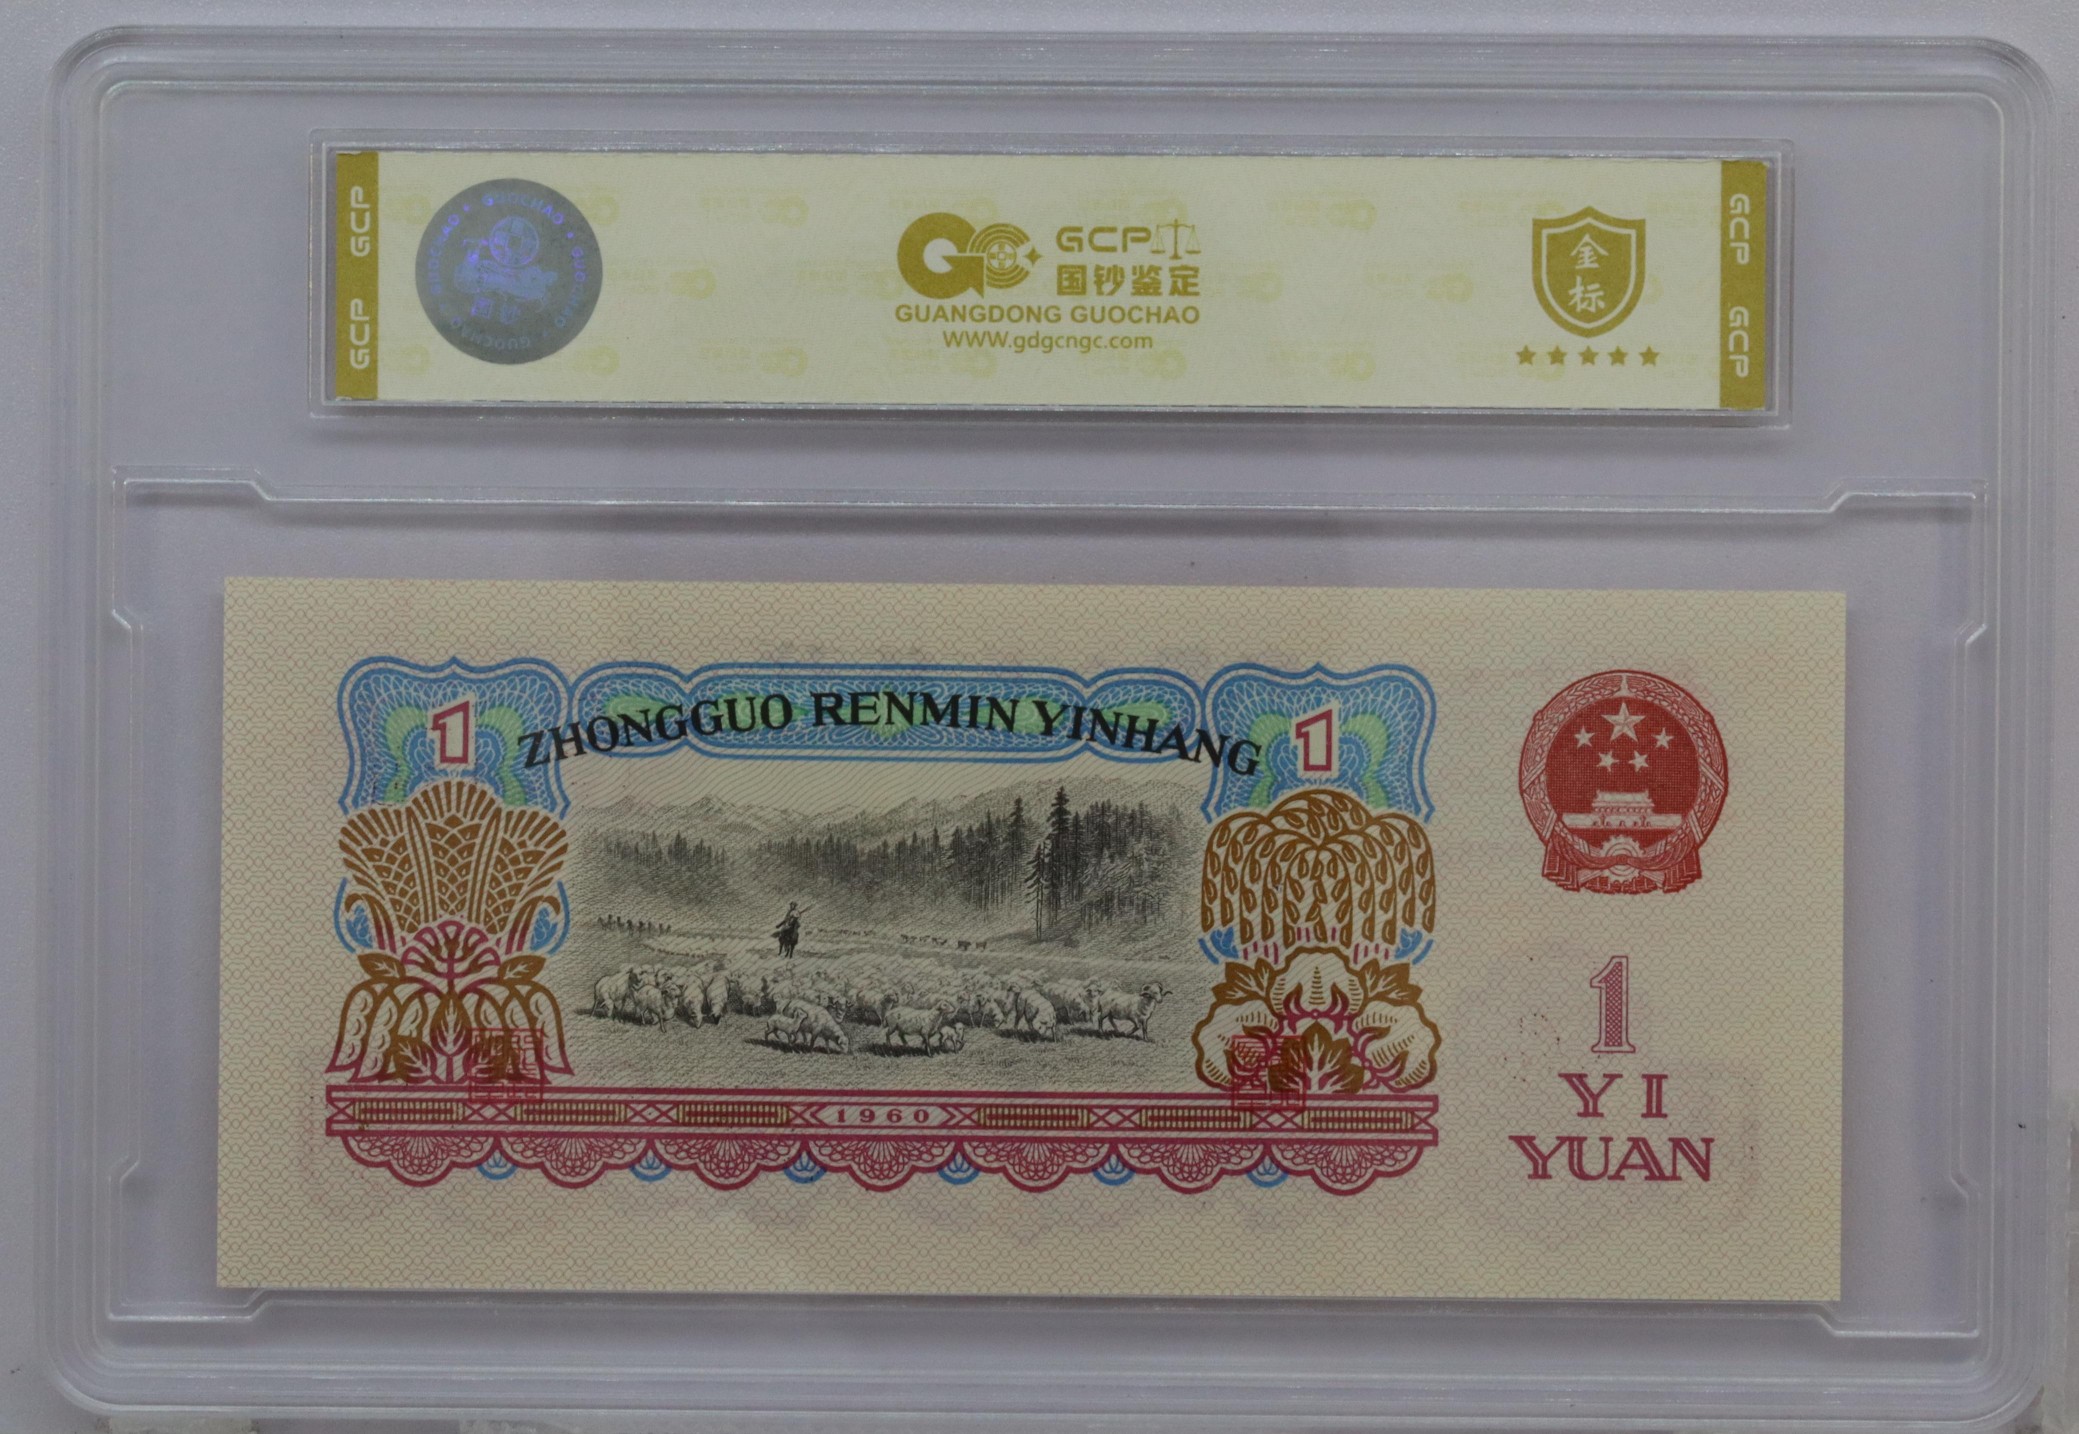 GCP
GCP
GUOCHAO
GCP
国钞鉴定
GUANGDONG GUOCHAO
WWW.gdgcngc.com
金标
GCP
GCP
1
ZHONGGUO RENMIN YINHANG
1
1960
1
YI
YUAN